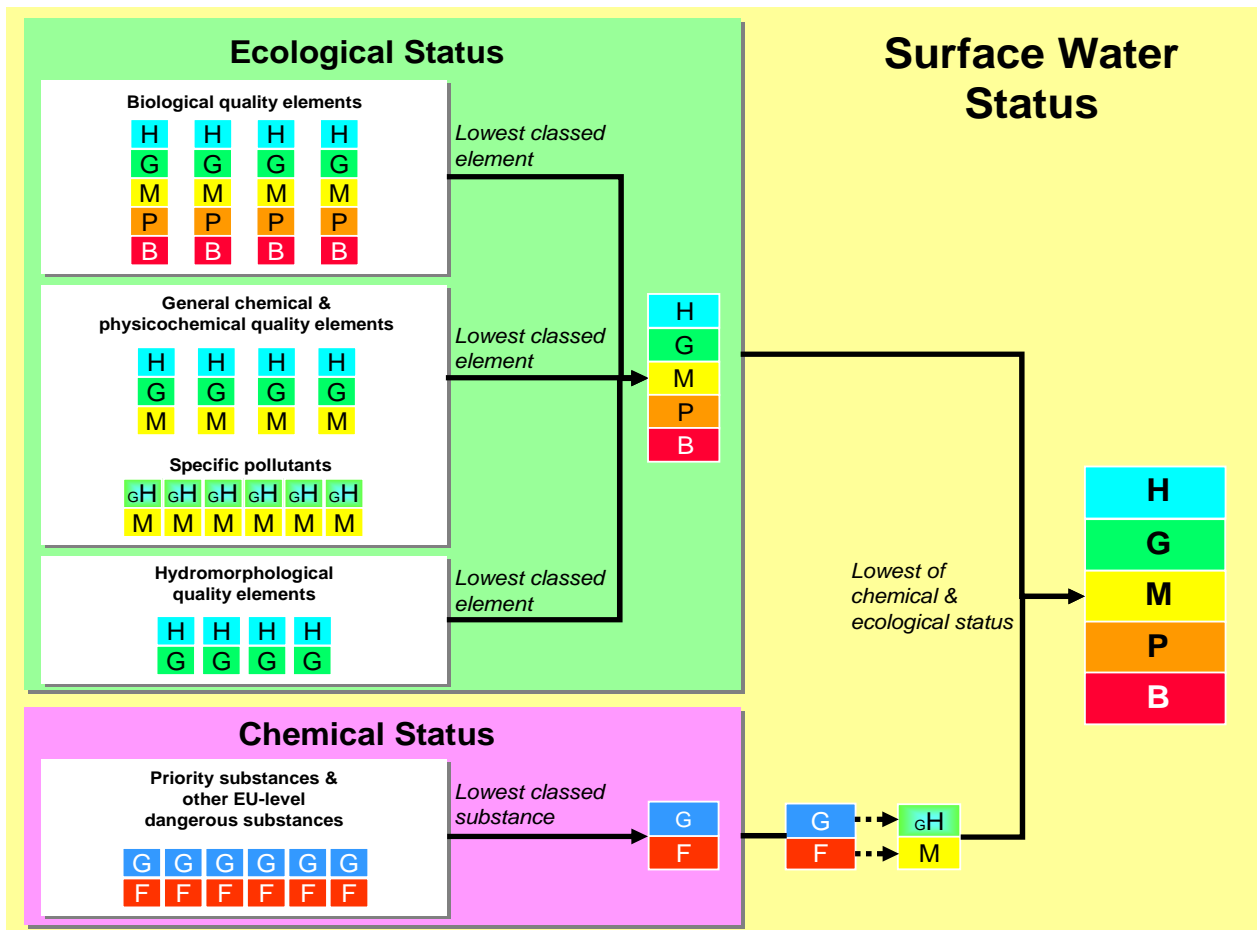 Ecological Status
Surface Water
Status
Biological quality elements
H H H H
G G G G
M M M M
P P P P
B B B B
Lowest classed
element
General chemical &
physicochemical quality elements
H H H H
G G G G
M M M M
Lowest classed
element
Specific pollutants
GH GH GH GH GH GH
M M M M M M
Hydromorphological
quality elements
H H H H
G G G G
Lowest classed
element
H
G
M
P
B
Chemical Status
Priority substances &
other EU-level
dangerous substances
G G G G G G
F F F F F F
Lowest classed
substance
G
F
G
F
GH
M
Lowest of
chemical &
ecological status
H
G
M
P
B